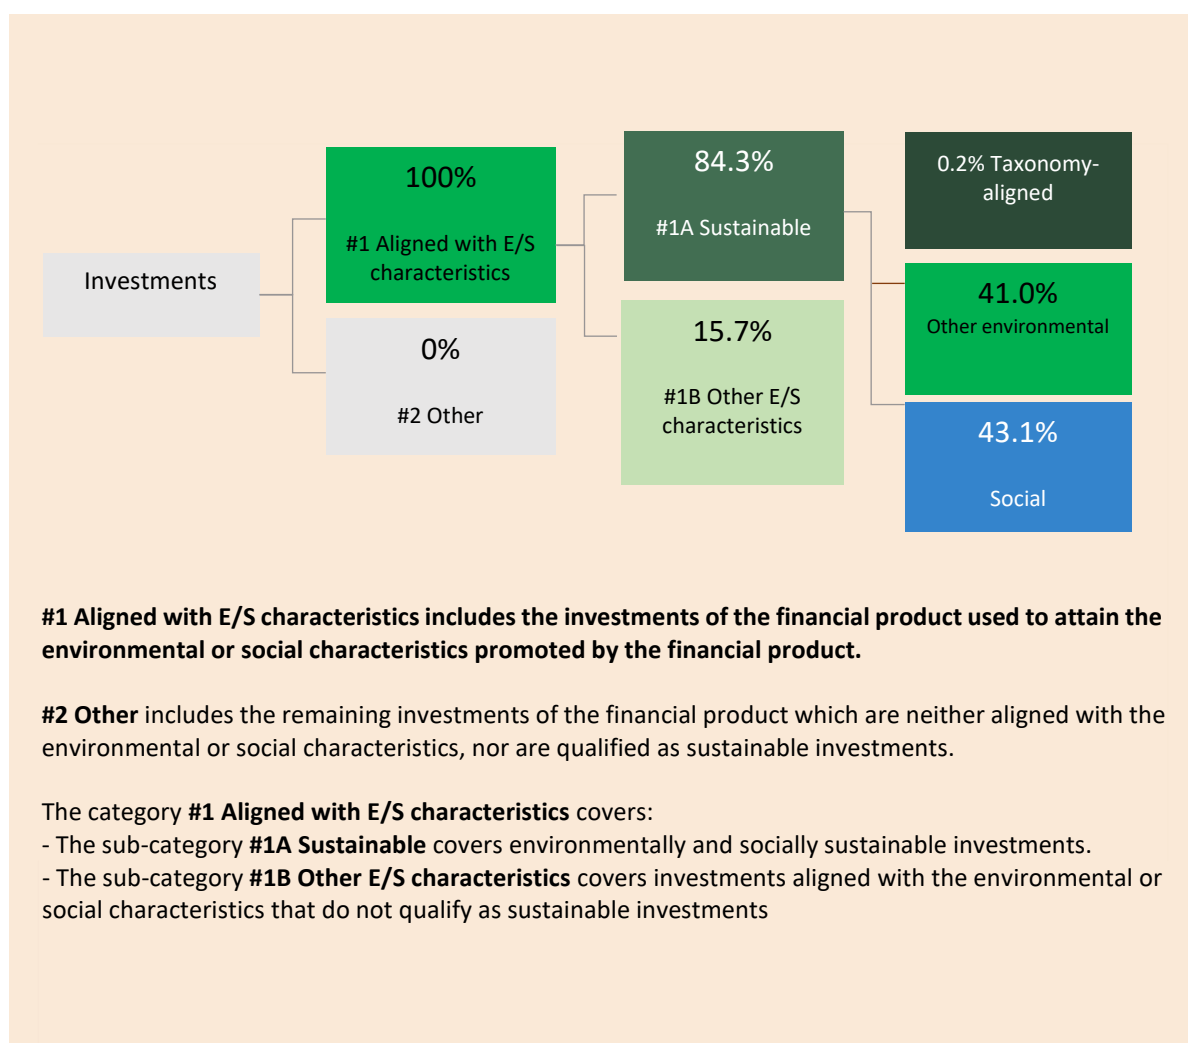 Investments
100%
#1 Aligned with E/S
characteristics
0%
#2 Other
84.3%
#1A Sustainable
15.7%
#1B Other E/S
characteristics
0.2% Taxonomy-
aligned
41.0%
Other environmental
43.1%
Social
#1 Aligned with E/S characteristics includes the investments of the financial product used to attain the
environmental or social characteristics promoted by the financial product.
#2 Other includes the remaining investments of the financial product which are neither aligned with the
environmental or social characteristics, nor are qualified as sustainable investments.
The category #1 Aligned with E/S characteristics covers:
- The sub-category #1A Sustainable covers environmentally and socially sustainable investments.
- The sub-category #1B Other E/S characteristics covers investments aligned with the environmental or
social characteristics that do not qualify as sustainable investments